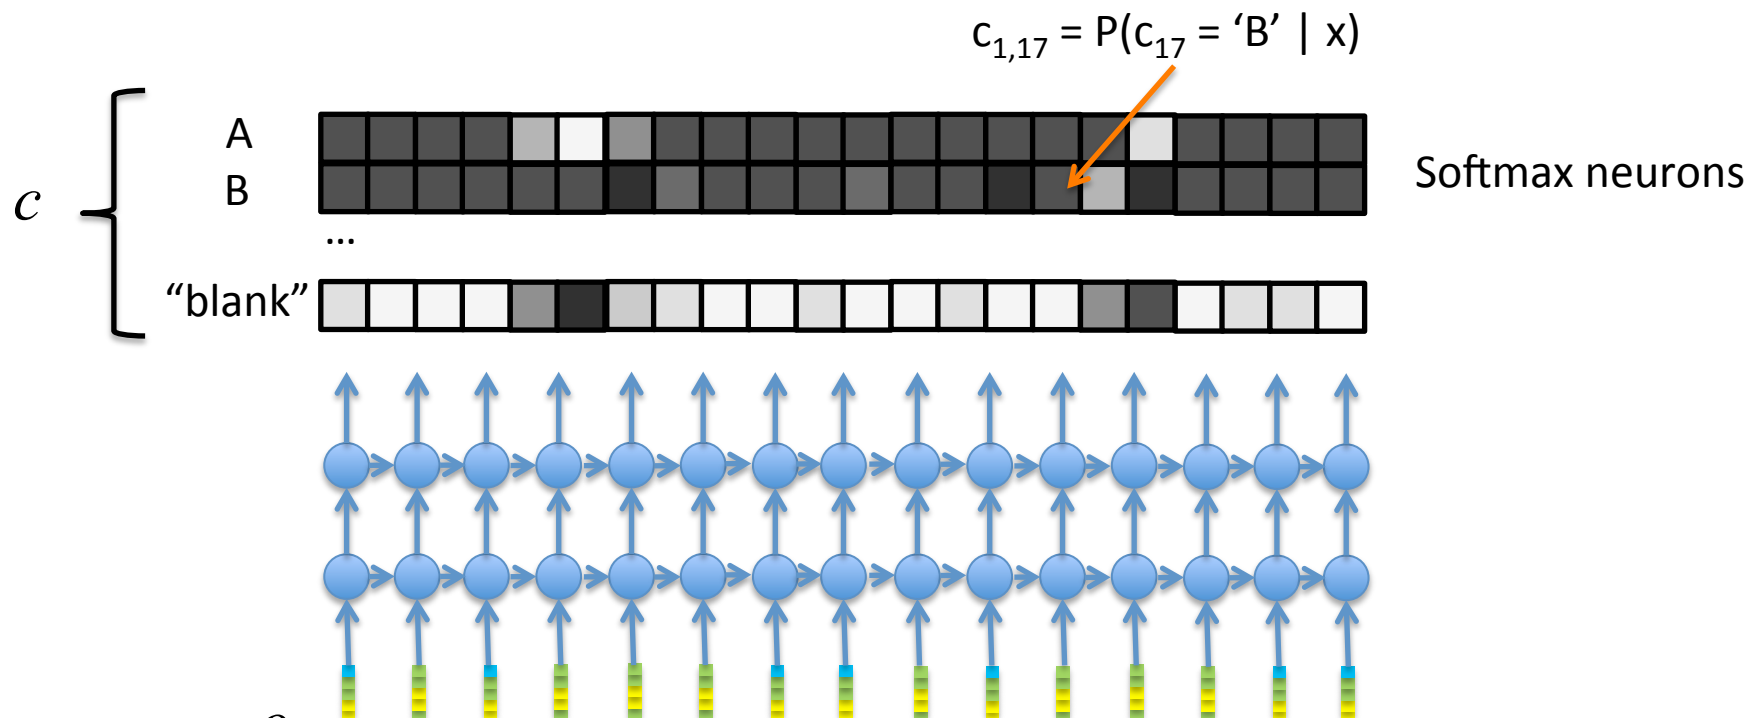 c1,17 = P(c17 = ‘B’ | x)
A
c
B
Softmax neurons
...
“blank”